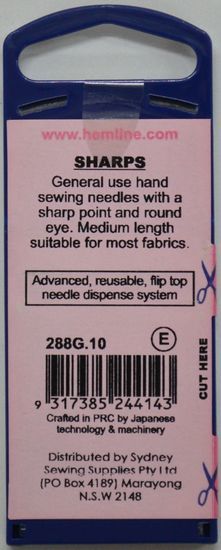 www.hemline.com
SHARPS
General use hand
sewing needles with a
sharp point and round
eye. Medium length
suitable for most fabrics.
Advanced, reusable, flip top
needle dispense system
288G.10
E
CUT HERE
9 317385 244143
Crafted in PRC by Japanese
technology & machinery
Distributed by Sydney
Sewing Supplies Pty Ltd
(PO Box 4189) Marayong
N.S.W 2148